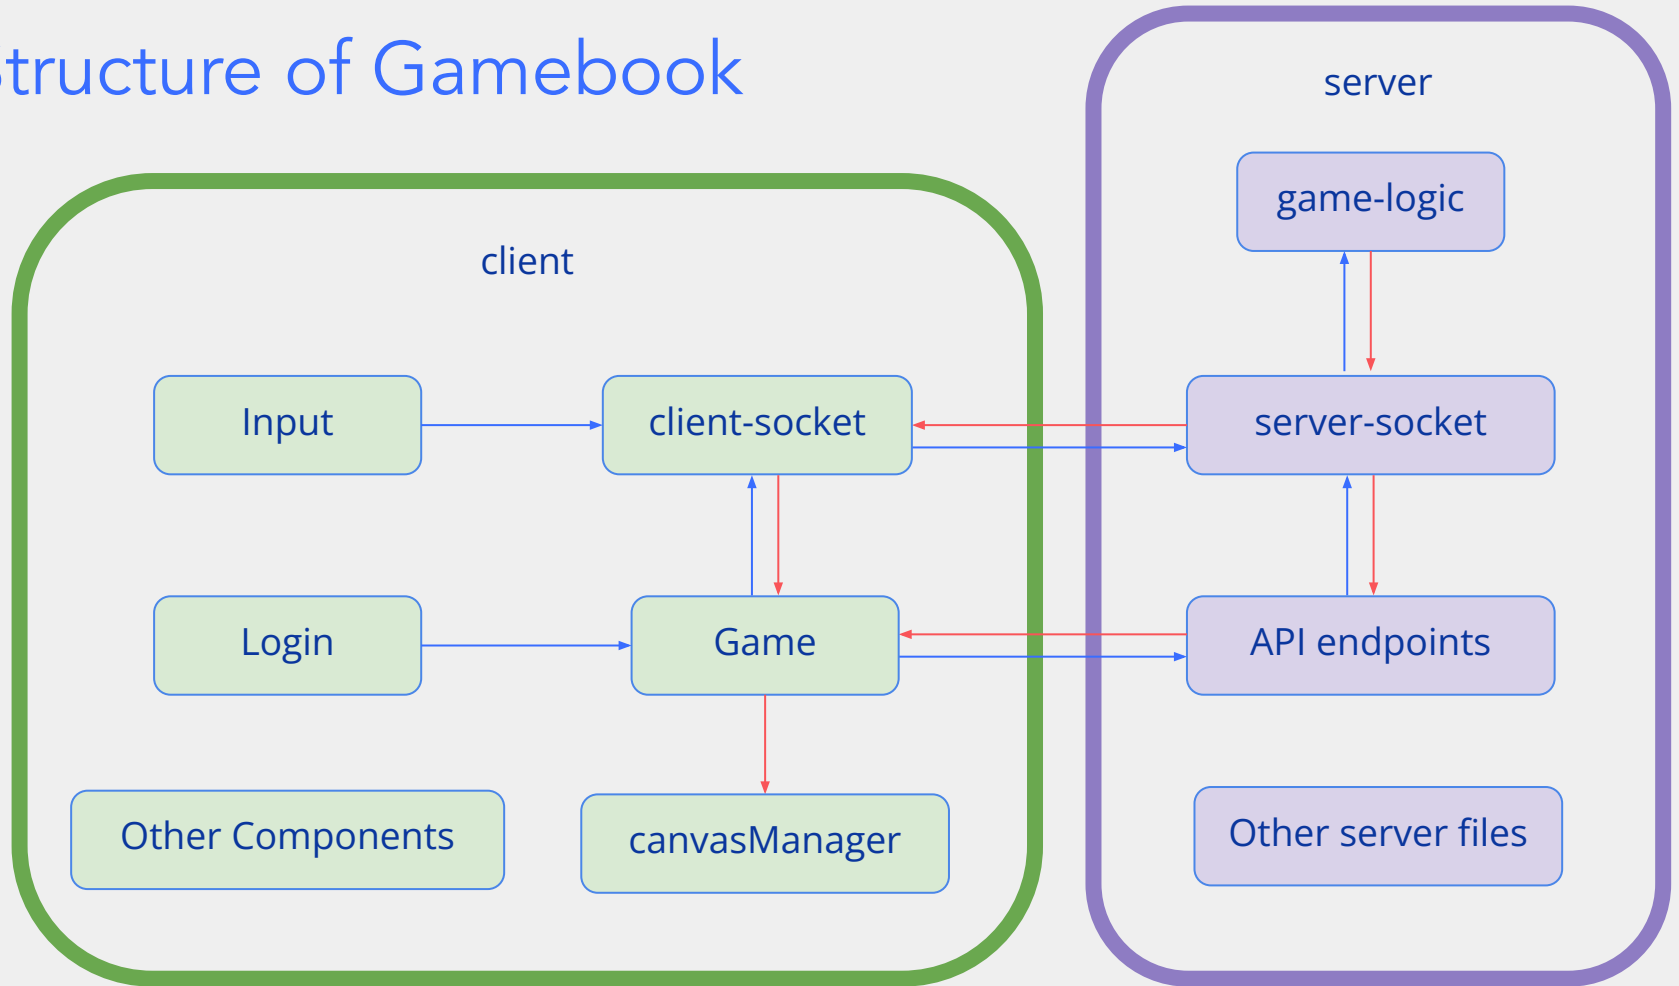 tructure of Gamebook
server
game-logic
client
Input
client-socket
server-socket
Login
Game
API endpoints
Other Components
canvasManager
Other server files